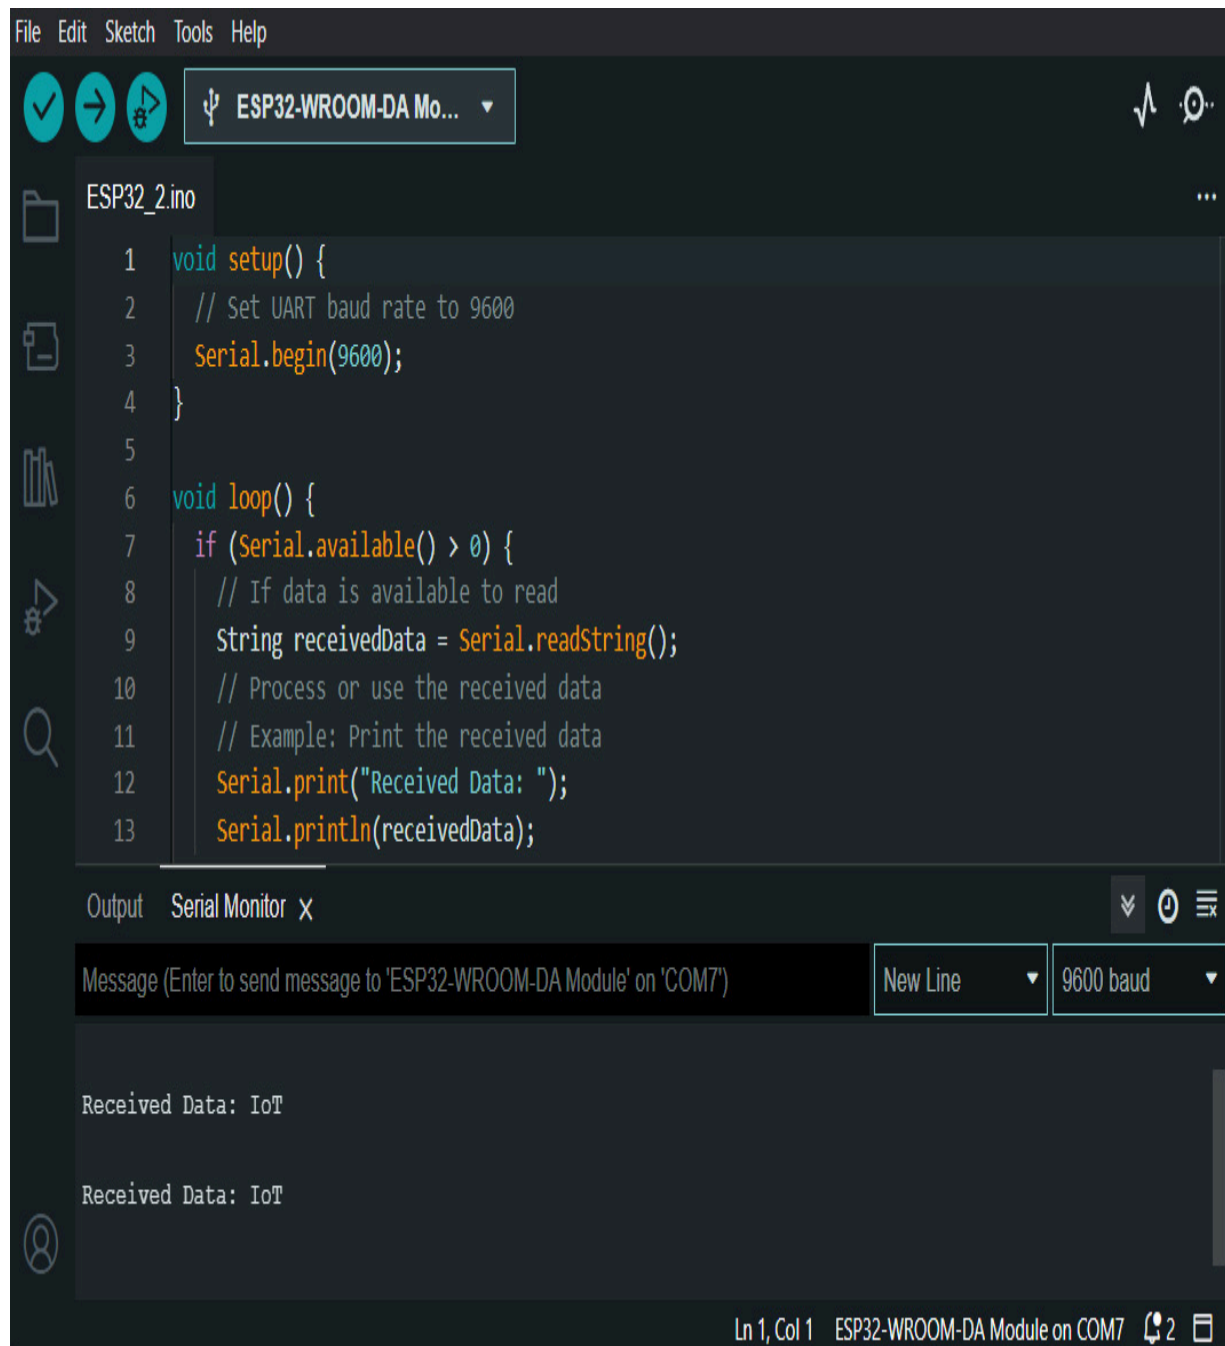 File Edit Sketch Tools Help
ESP32-WROOM-DA Mo...
ESP32_2.ino
1 void setup() {
2 // Set UART baud rate to 9600
3 Serial.begin(9600);
4 }
5
6 void loop() {
7 if (Serial.available() > 0) {
8 // If data is available to read
9 String receivedData = Serial.readString();
10 // Process or use the received data
11 // Example: Print the received data
12 Serial.print("Received Data: ");
13 Serial.println(receivedData);
Output Serial Monitor
Message (Enter to send message to 'ESP32-WROOM-DA Module' on 'COM7') New Line 9600 baud
Received Data: IoT
Received Data: IoT
Ln 1, Col 1 ESP32-WROOM-DA Module on COM7 2